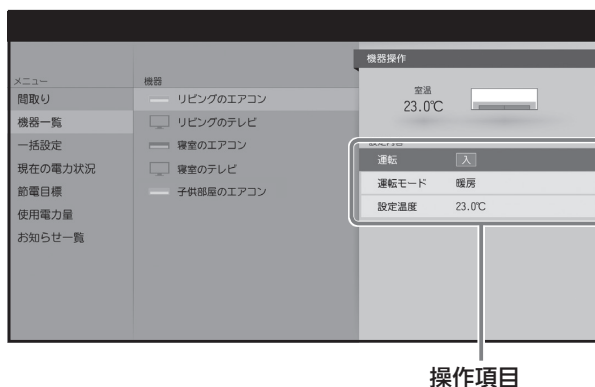 メニュー
間取り
機器一覧
一括設定
現在の電力状況
節電目標
使用電力量
お知らせ一覧
機器
リビングのエアコン
リビングのテレビ
寝室のエアコン
寝室のテレビ
子供部屋のエアコン
機器操作
室温
23.0℃
設定内容
運転 入
運転モード 暖房
設定温度 23.0℃
操作項目